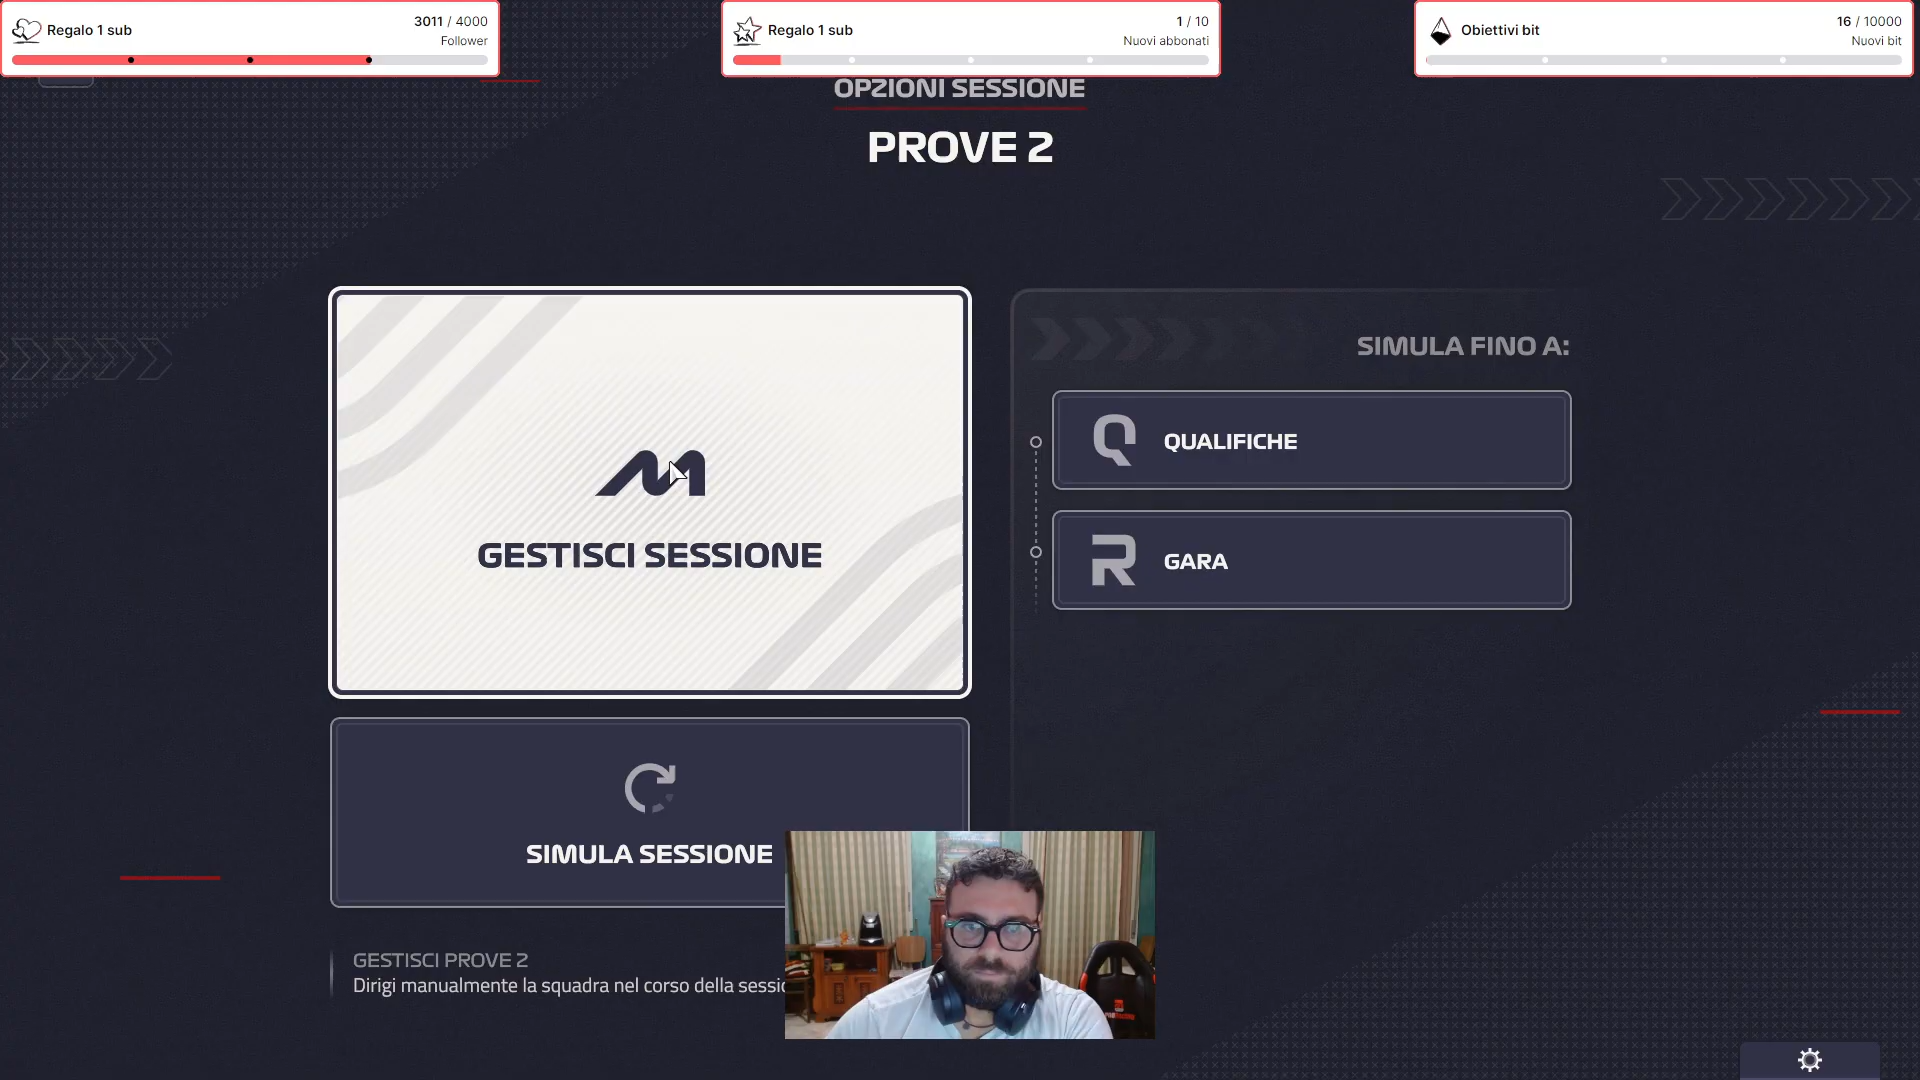 Regalo 1 sub
3011 / 4000
Follower
Regalo 1 sub
1 / 10
Nuovi abbonati
Obiettivi bit
16 / 10000
Nuovi bit
OPZIONI SESSIONE
PROVE 2
GESTISCI SESSIONE
SIMULA SESSIONE
SIMULA FINO A:
Q QUALIFICHE
R GARA
GESTISCI PROVE 2
Dirigi manualmente la squadra nel corso della